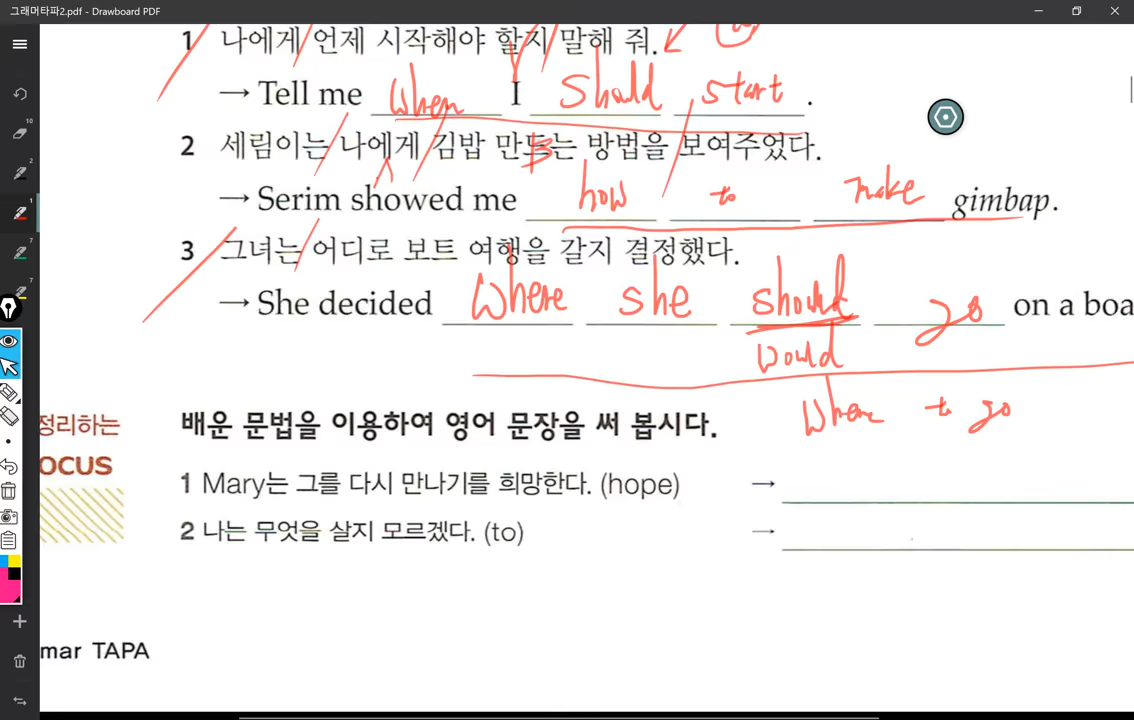 그래머타파2.pdf - Drawboard PDF
1 나에게 언제 시작해야 할지 말해 줘.
→ Tell me when I should start .
2 세림이는 나에게 김밥 만드는 방법을 보여주었다.
→ Serim showed me how to make gimbap.
3 그녀는 어디로 보트 여행을 갈지 결정했다.
→ She decided where she should go on a boa
would
where to go
정리하는
OCUS
배운 문법을 이용하여 영어 문장을 써 봅시다.
1 Mary는 그를 다시 만나기를 희망한다. (hope) →
2 나는 무엇을 살지 모르겠다. (to) →
mar TAPA
10
2
1
7
7